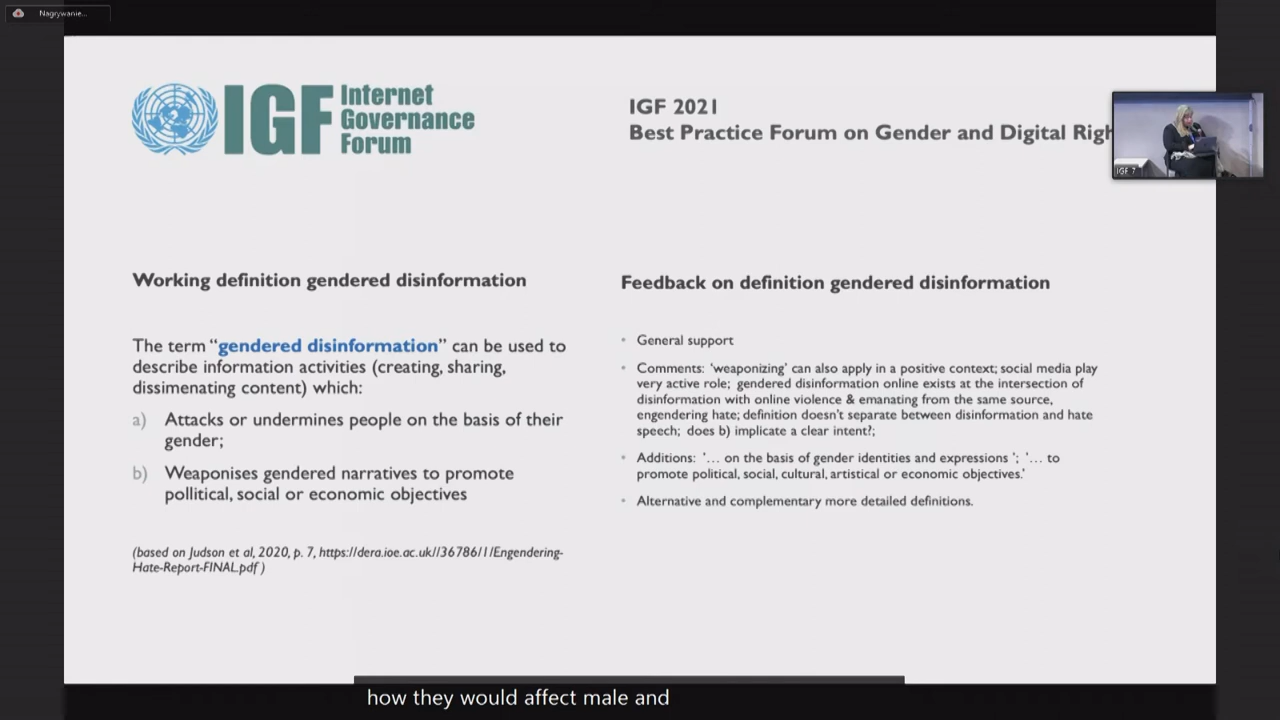 Nagrywanie...
IGF
Internet
Governance
Forum
IGF 2021
Best Practice Forum on Gender and Digital Righ
IGF 7
Working definition gendered disinformation
The term “gendered disinformation” can be used to
describe information activities (creating, sharing,
dissimenating content) which:
a) Attacks or undermines people on the basis of their
gender;
b) Weaponises gendered narratives to promote
pollitical, social or economic objectives
(based on Judson et al, 2020, p. 7, https://dera.ioe.ac.uk//36786/1/Engendering-
Hate-Report-FINAL.pdf )
Feedback on definition gendered disinformation
• General support
• Comments: ‘weaponizing’ can also apply in a positive context; social media play
very active role; gendered disinformation online exists at the intersection of
disinformation with online violence & emanating from the same source,
engendering hate; definition doesn’t separate between disinformation and hate
speech; does b) implicate a clear intent?;
• Additions: ‘… on the basis of gender identities and expressions ‘; ‘… to
promote political, social, cultural, artistical or economic objectives.’
• Alternative and complementary more detailed definitions.
how they would affect male and